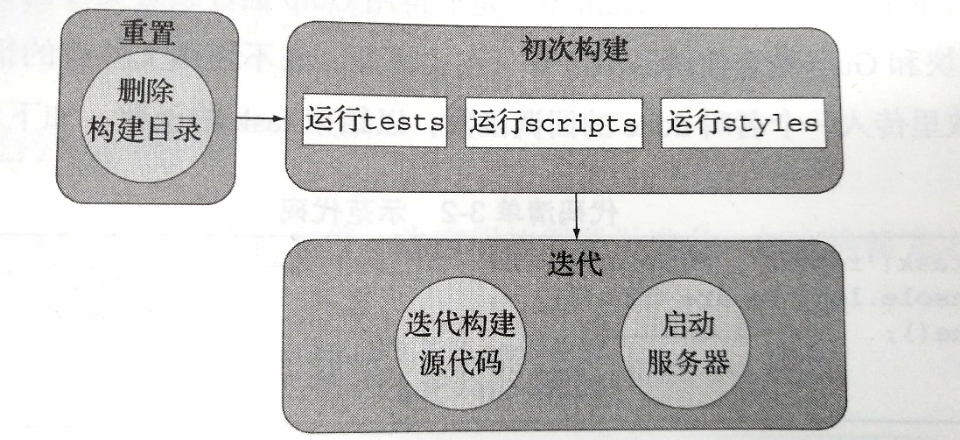 重置
删除
构建目录
初次构建
运行tests
运行scripts
运行styles
迭代
迭代构建
源代码
启动
服务器